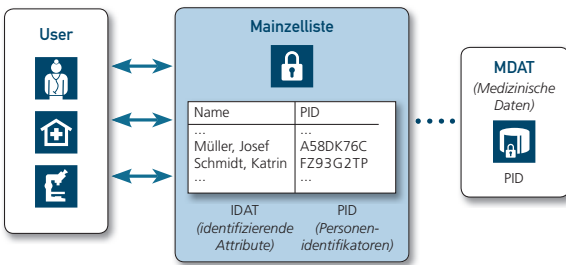 User
Mainzelliste
Name PID
... ...
Müller, Josef A58DK76C
Schmidt, Katrin FZ93G2TP
... ...
IDAT PID
(identifizierende (Personen-
Attribute) identifikatoren)
MDAT
(Medizinische
Daten)
PID